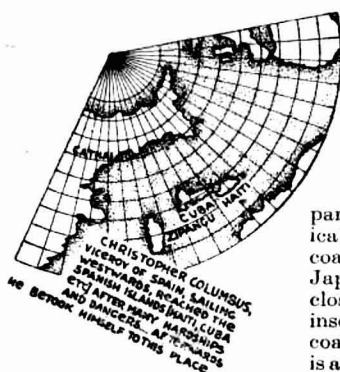 CATHAY
CUBA
HAITI
ZIPANGU
CHRISTOPHER COLUMBUS,
VICEROY OF SPAIN, SAILING
WESTWARDS, REACHED THE
SPANISH ISLANDS (HAITI, CUBA
ETC) AFTER MANY HARDSHIPS
AND DANGERS... AFTERWARDS
HE BETOOK HIMSELF TO THIS PLACE
par
ica
coa
Jap
clos
inse
coa
is a